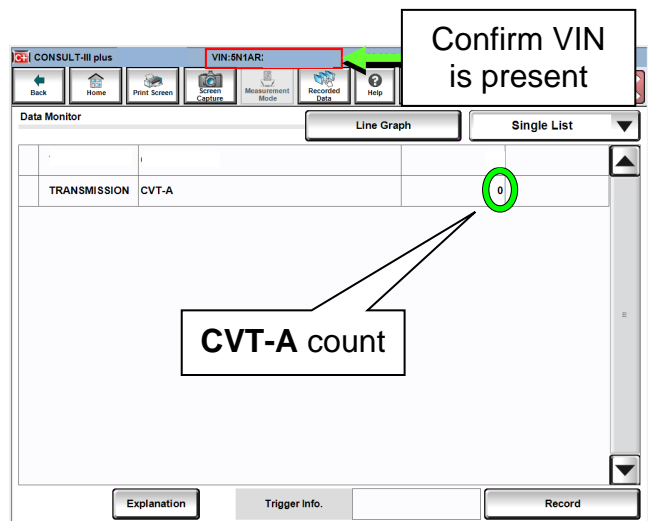 Confirm VIN
is present
C+ CONSULT-III plus VIN:5N1AR:
Back Home Print Screen Screen Capture Measurement Mode Recorded Data Help
Data Monitor
Line Graph Single List
TRANSMISSION CVT-A 0
CVT-A count
Explanation Trigger Info. Record